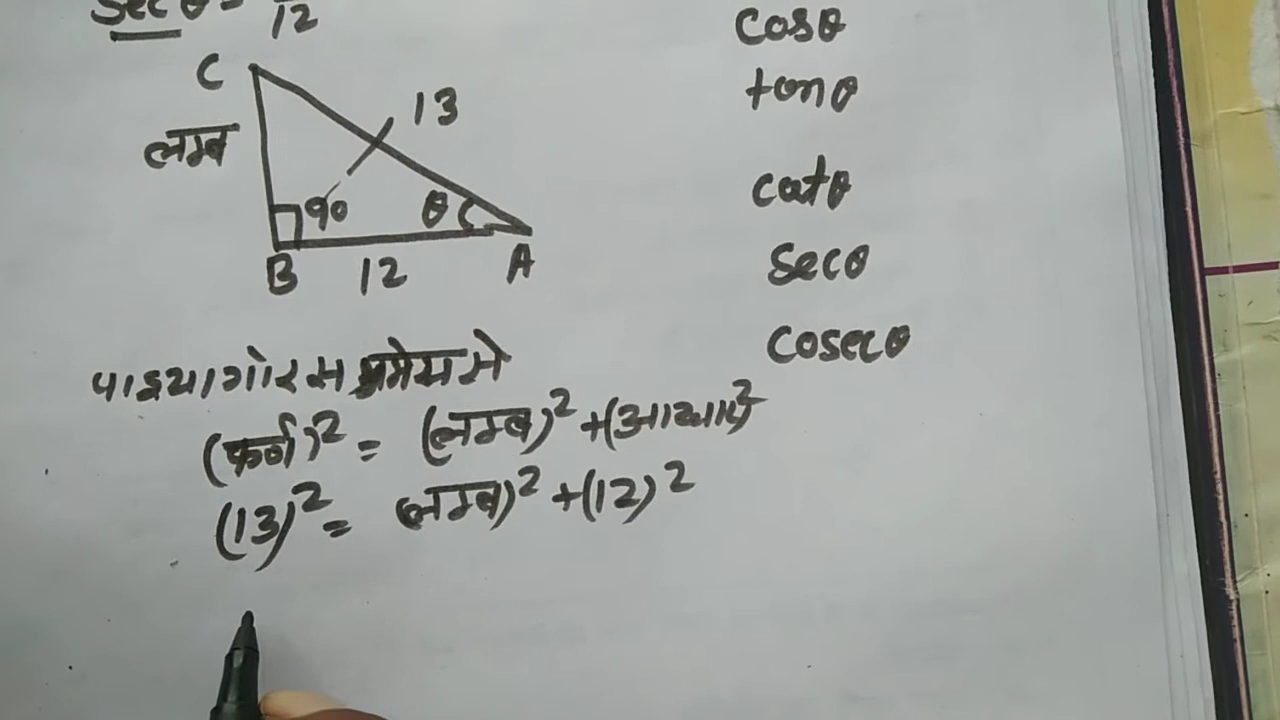 secθ =
12
cosθ
C
13
tanθ
लम्ब
90
θ
catθ
B
12
A
secθ
cosecθ
पाइथागोरस प्रमेय से
(कर्ण)² = (लम्ब)² + (आधार)²
(13)² = (लम्ब)² + (12)²